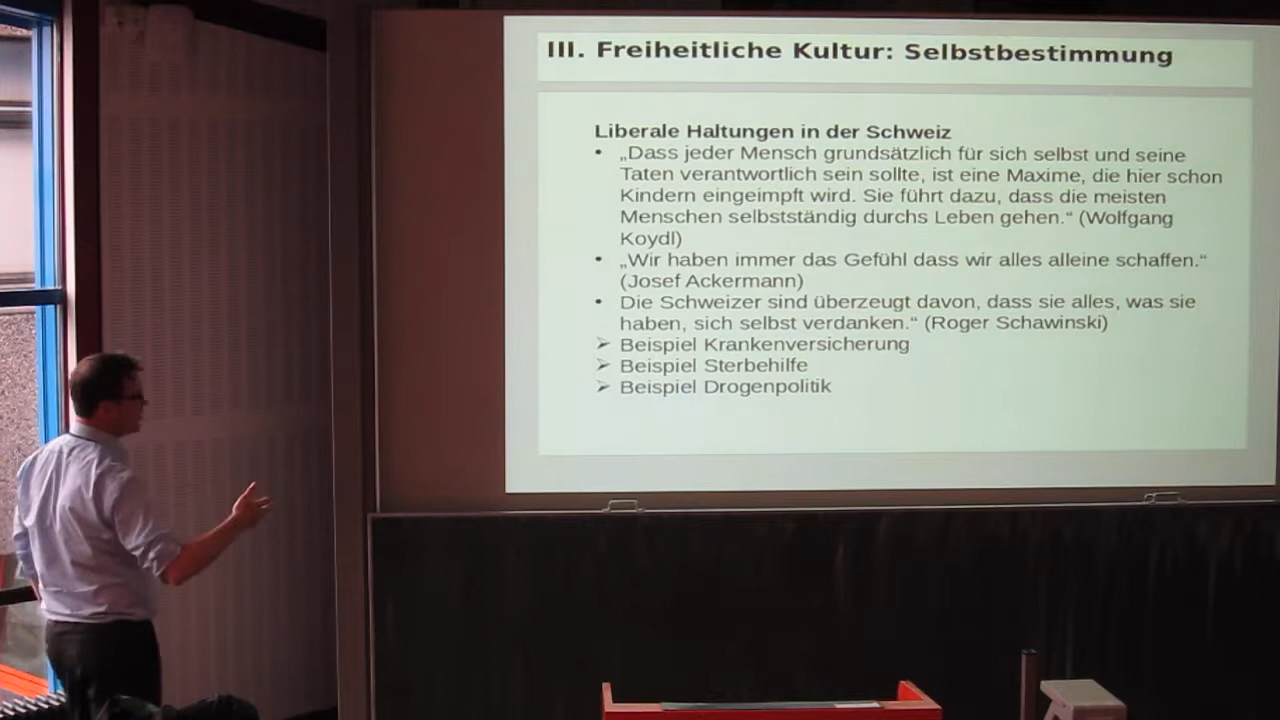 III. Freiheitliche Kultur: Selbstbestimmung
Liberale Haltungen in der Schweiz
• „Dass jeder Mensch grundsätzlich für sich selbst und seine
Taten verantwortlich sein sollte, ist eine Maxime, die hier schon
Kindern eingeimpft wird. Sie führt dazu, dass die meisten
Menschen selbstständig durchs Leben gehen.“ (Wolfgang
Koydl)
• „Wir haben immer das Gefühl dass wir alles alleine schaffen.“
(Josef Ackermann)
• Die Schweizer sind überzeugt davon, dass sie alles, was sie
haben, sich selbst verdanken.“ (Roger Schawinski)
➢ Beispiel Krankenversicherung
➢ Beispiel Sterbehilfe
➢ Beispiel Drogenpolitik